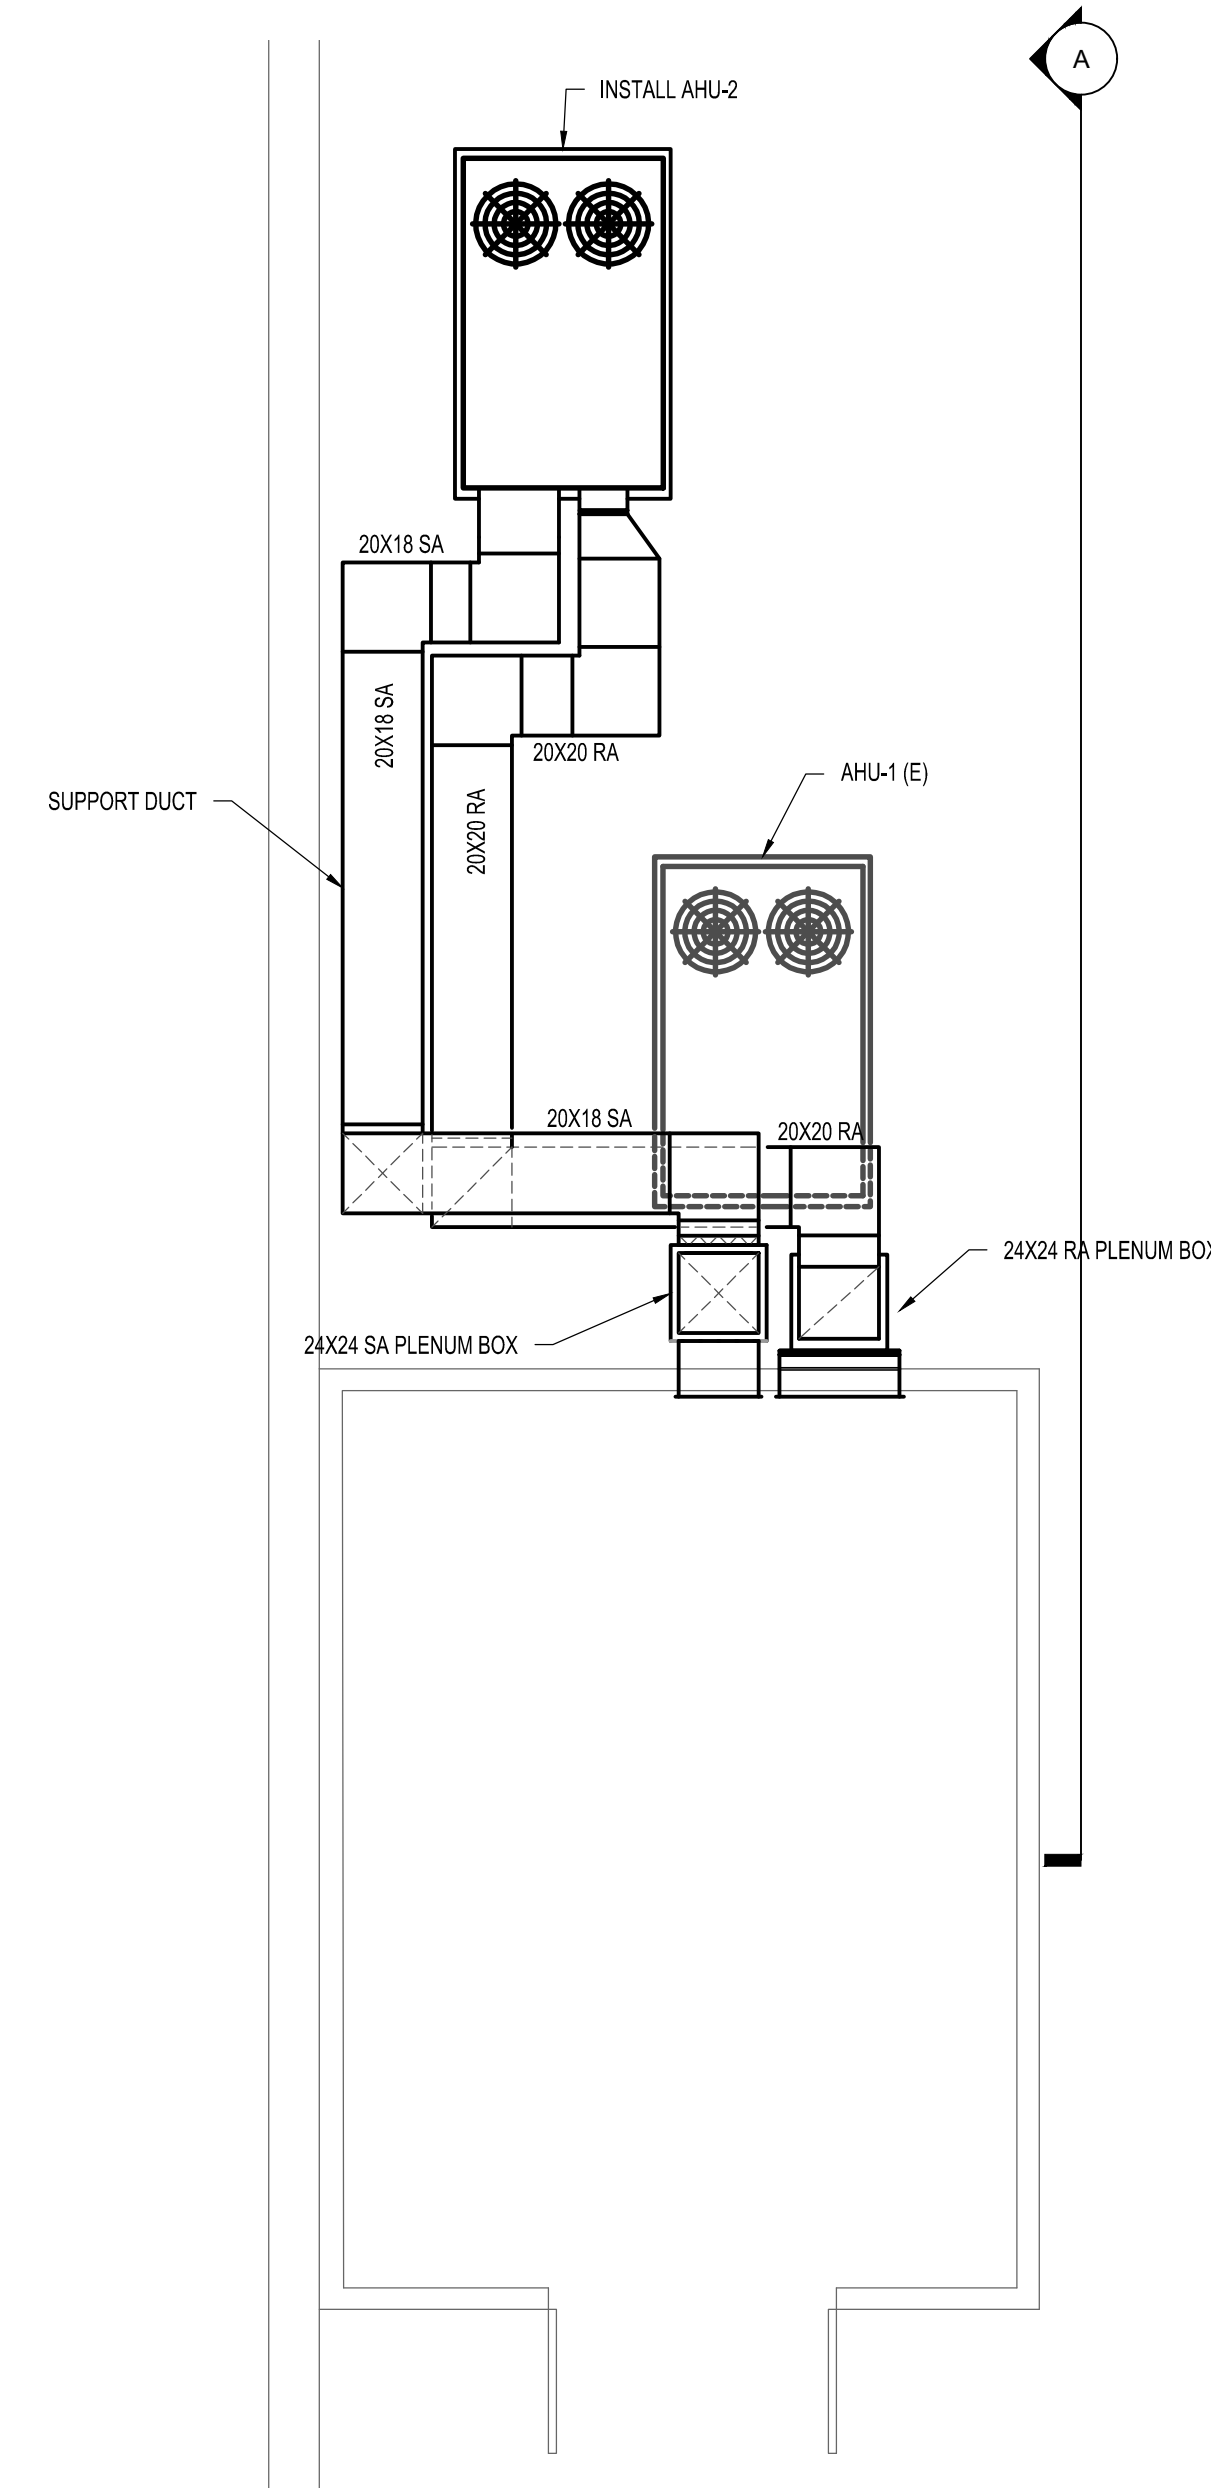 A
INSTALL AHU-2
20X18 SA
20X18 SA
20X20 RA
AHU-1 (E)
SUPPORT DUCT
20X20 RA
20X18 SA
20X20 RA
24X24 RA PLENUM BOX
24X24 SA PLENUM BOX